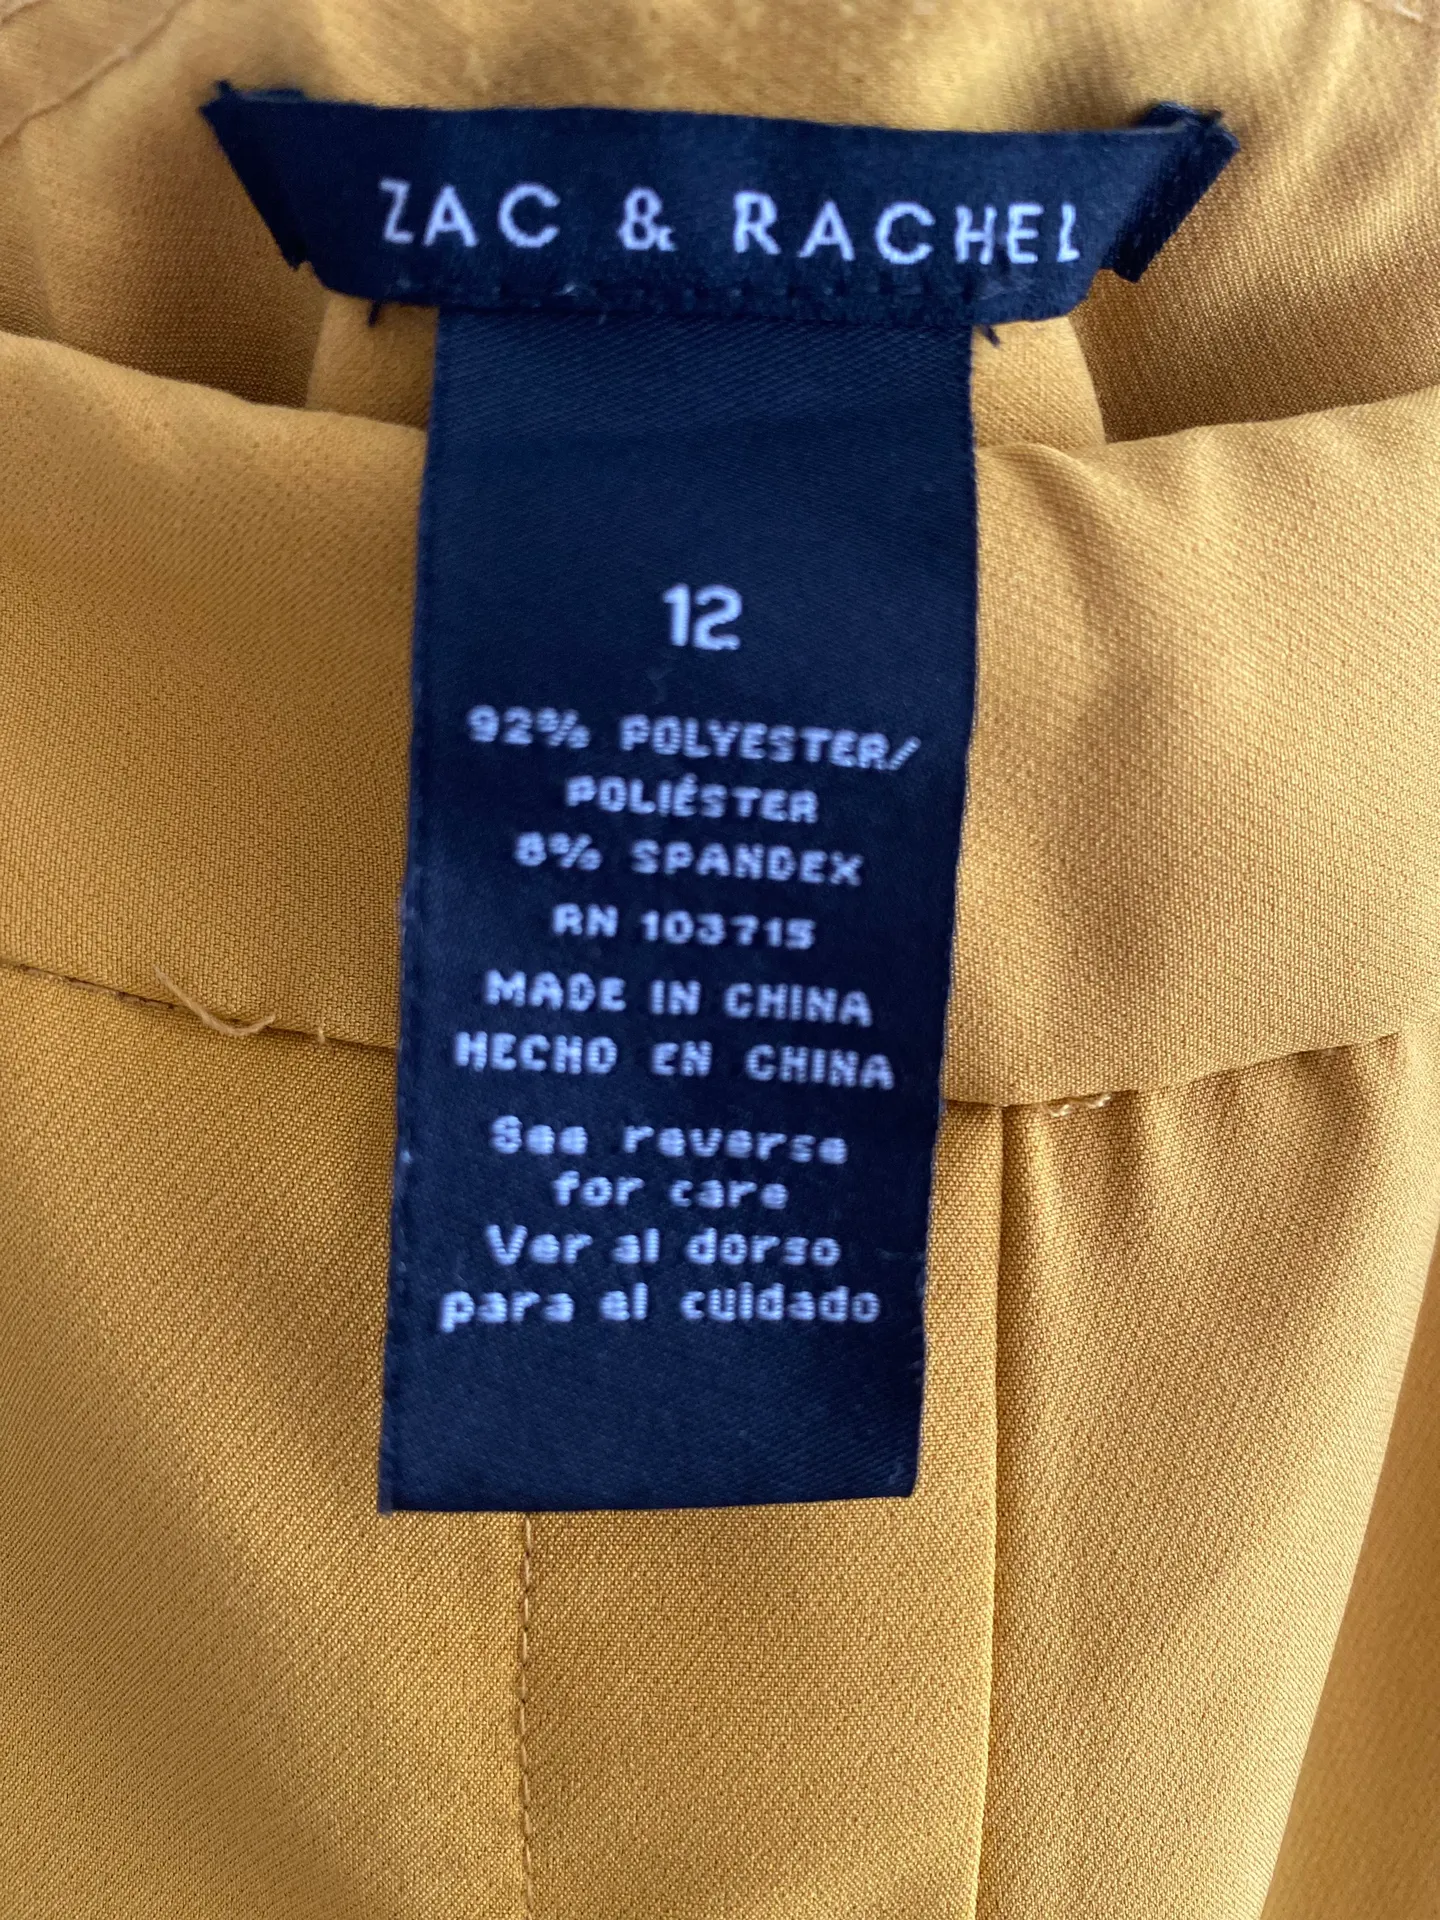 ZAC & RACHEL
12
92% POLYESTER/
POLIÉSTER
8% SPANDEX
RN 103715
MADE IN CHINA
HECHO EN CHINA
See reverse
for care
Ver al dorso
para el cuidado